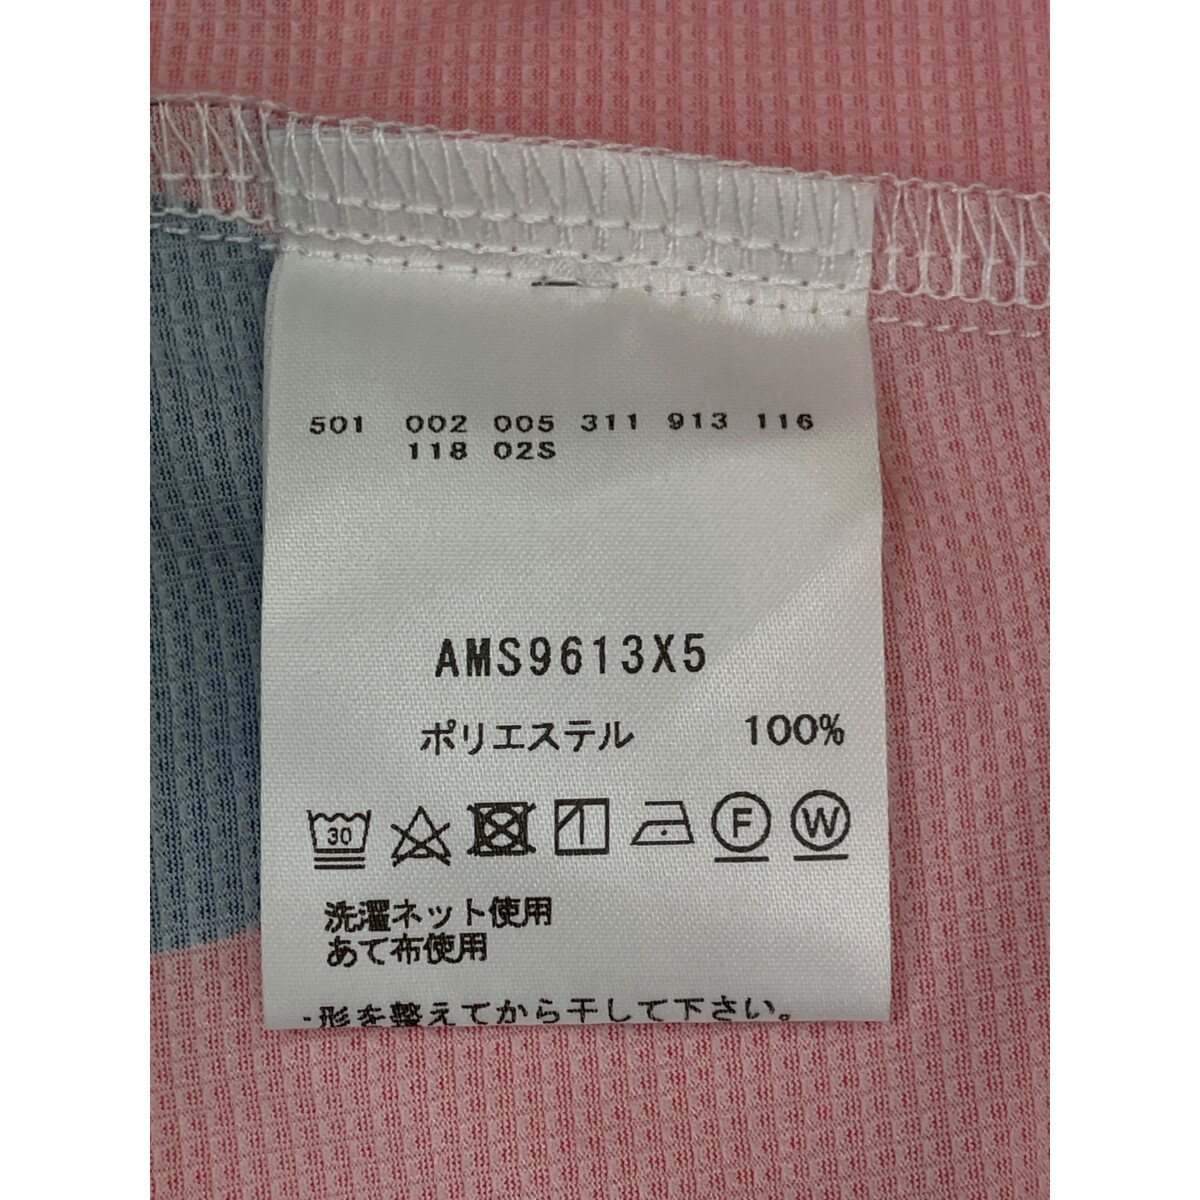 501 002 005 311 913 116
118 02S
AMS9613X5
ポリエステル 100%
30 F W
洗濯ネット使用
あて布使用
・形を整えてから干して下さい。